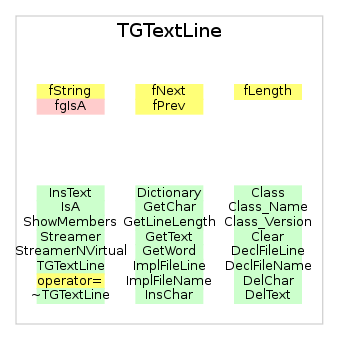 TGTextLine
fString
fgIsA
fNext
fPrev
fLength
InsText
IsA
ShowMembers
Streamer
StreamerNVirtual
TGTextLine
operator=
~TGTextLine
Dictionary
GetChar
GetLineLength
GetText
GetWord
ImplFileLine
ImplFileName
InsChar
Class
Class_Name
Class_Version
Clear
DeclFileLine
DeclFileName
DelChar
DelText